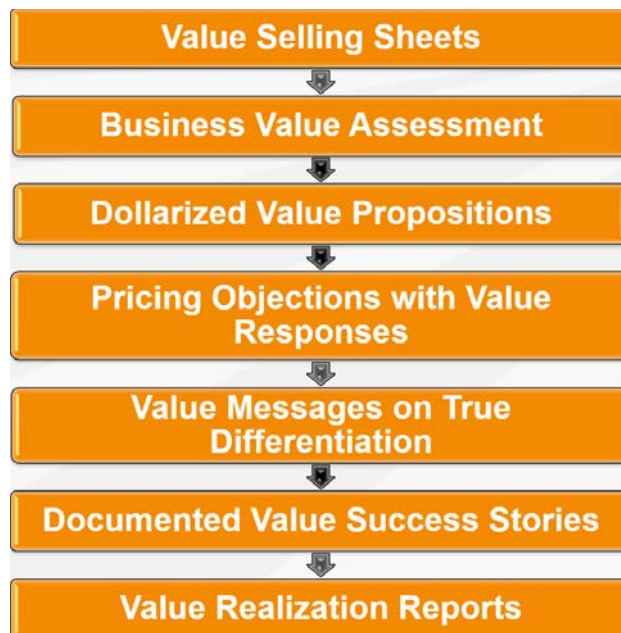 Value Selling Sheets
Business Value Assessment
Dollarized Value Propositions
Pricing Objections with Value
Responses
Value Messages on True
Differentiation
Documented Value Success Stories
Value Realization Reports